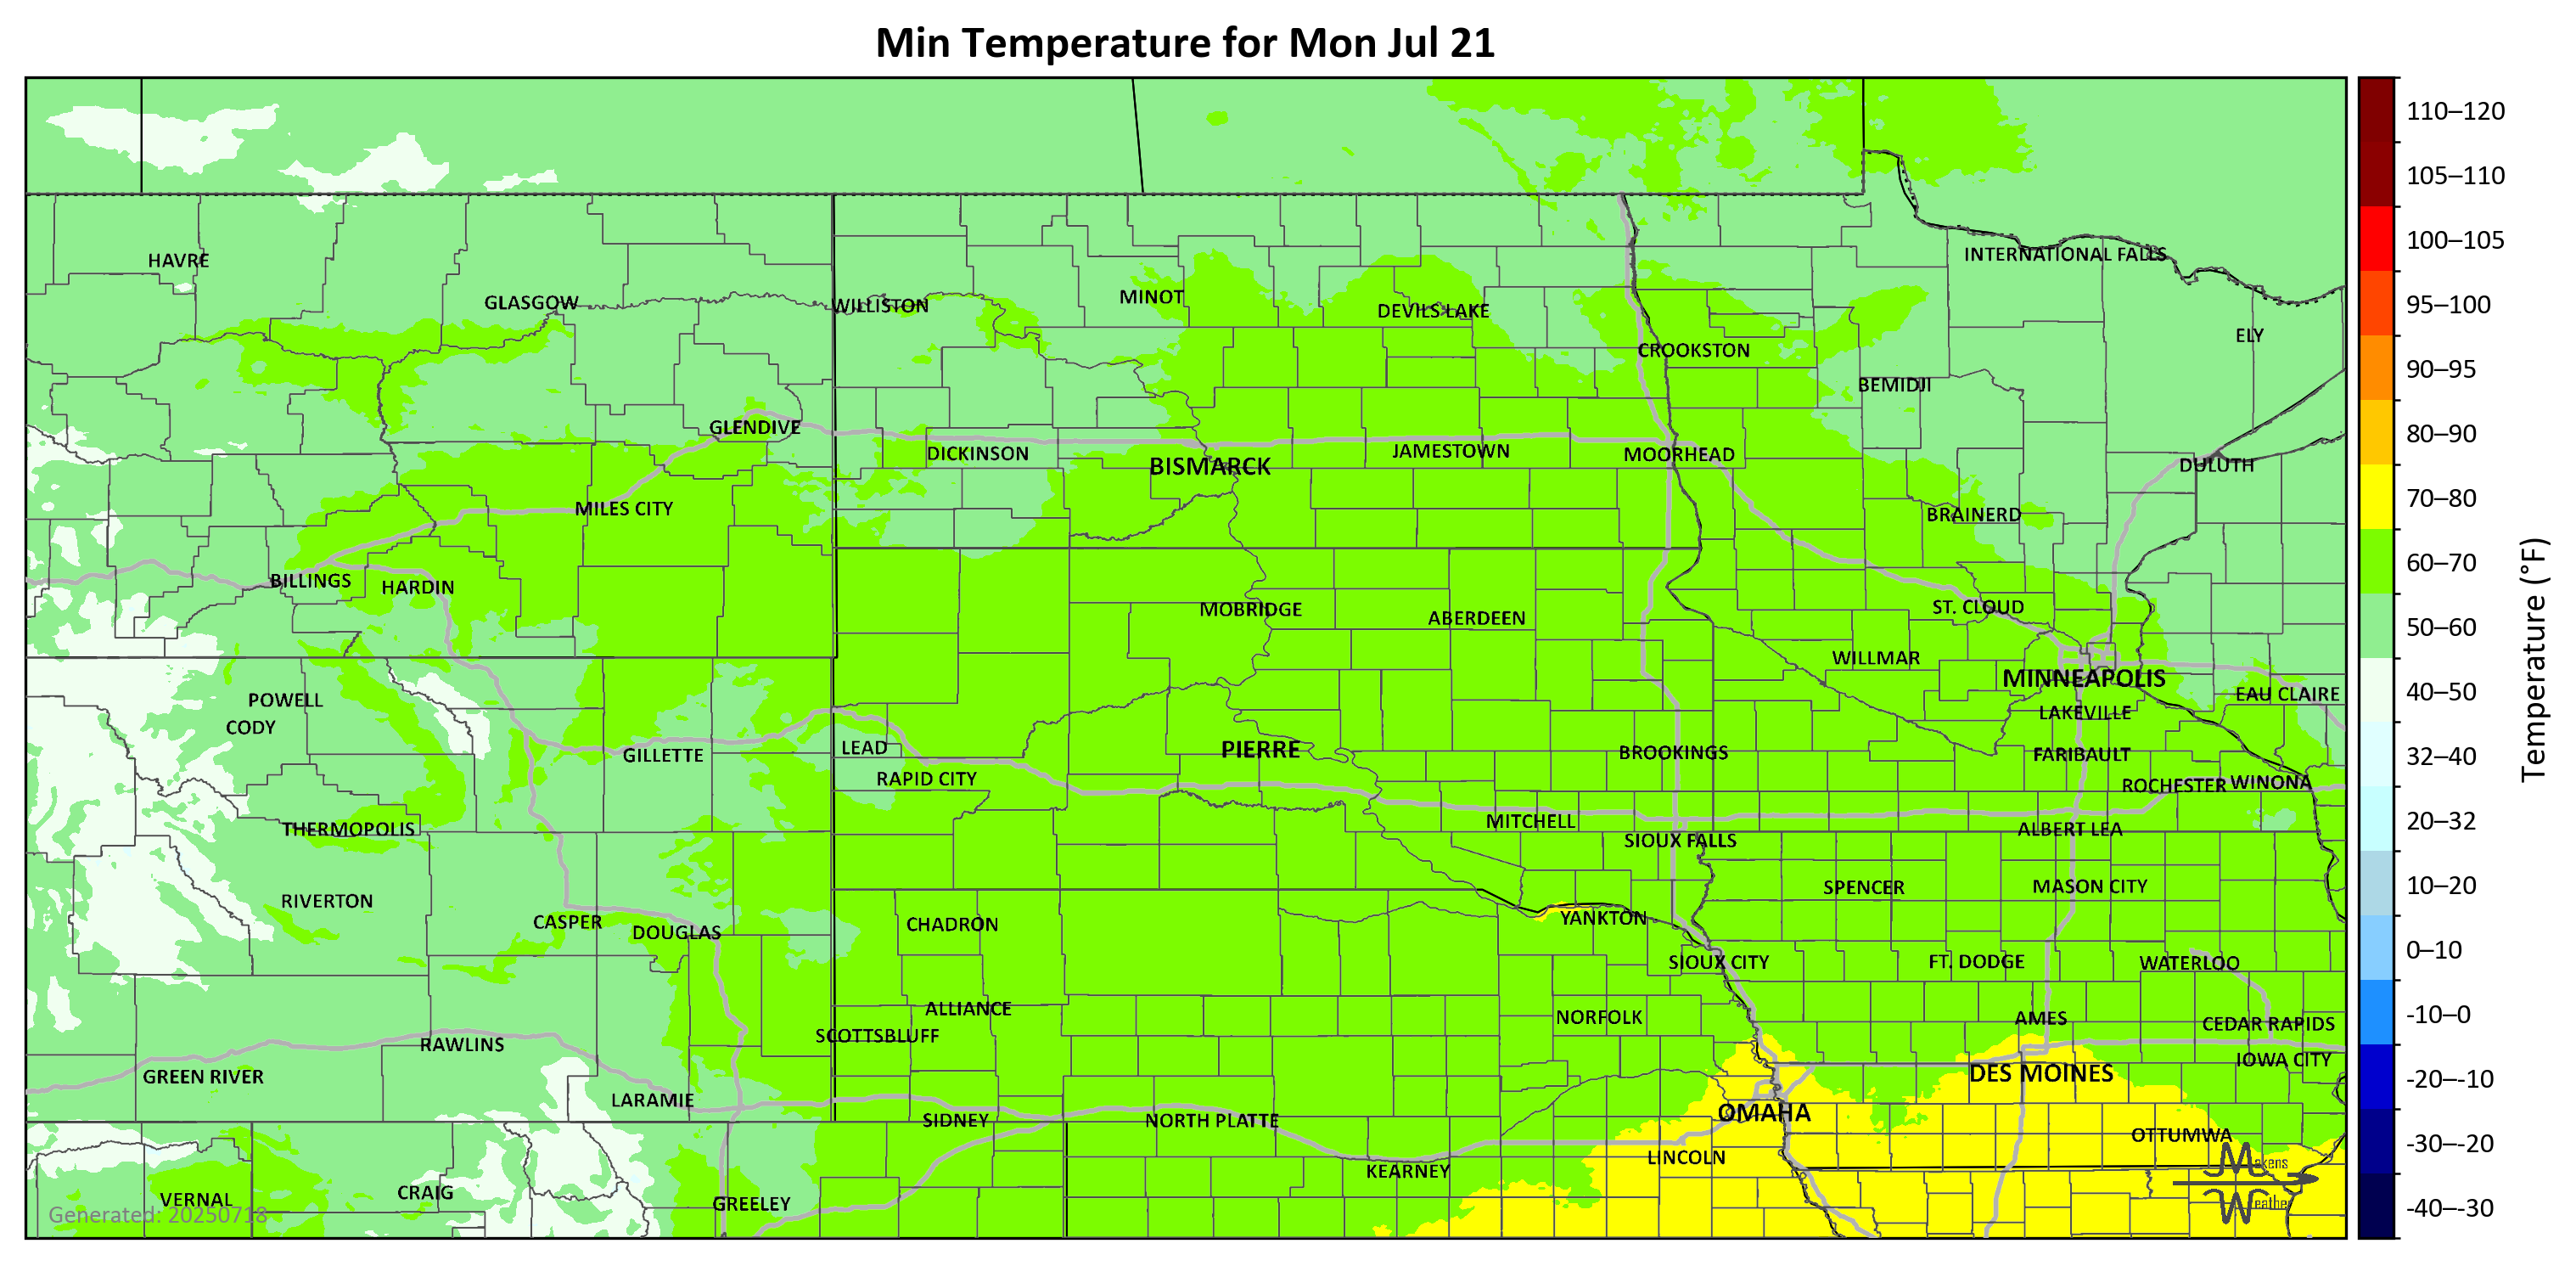 Min Temperature for Mon Jul 21
HAVRE
GLASGOW
WILLISTON
MINOT
DEVILS LAKE
INTERNATIONAL FALLS
ELY
CROOKSTON
BEMIDJI
GLENDIVE
DICKINSON
BISMARCK
JAMESTOWN
MOORHEAD
DULUTH
MILES CITY
BRAINERD
BILLINGS
HARDIN
MOBRIDGE
ABERDEEN
ST. CLOUD
WILLMAR
MINNEAPOLIS
EAU CLAIRE
POWELL
CODY
LAKEVILLE
GILLETTE
LEAD
PIERRE
BROOKINGS
FARIBAULT
RAPID CITY
ROCHESTER
WINONA
THERMOPOLIS
MITCHELL
SIOUX FALLS
ALBERT LEA
RIVERTON
SPENCER
MASON CITY
CASPER
DOUGLAS
CHADRON
YANKTON
SIOUX CITY
FT. DODGE
WATERLOO
ALLIANCE
NORFOLK
AMES
CEDAR RAPIDS
SCOTTSBLUFF
RAWLINS
IOWA CITY
GREEN RIVER
DES MOINES
LARAMIE
SIDNEY
NORTH PLATTE
OMAHA
OTTUMWA
LINCOLN
KEARNEY
VERNAL
CRAIG
GREELEY
Generated: 20250718
Makens
Weather
110–120
105–110
100–105
95–100
90–95
80–90
70–80
60–70
50–60
40–50
32–40
20–32
10–20
0–10
-10–0
-20–-10
-30–-20
-40–-30
Temperature (°F)